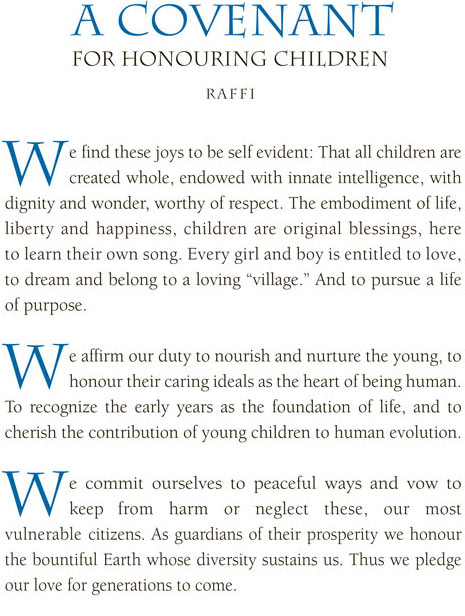 A COVENANT
FOR HONOURING CHILDREN
RAFFI
We find these joys to be self evident: That all children are
created whole, endowed with innate intelligence, with
dignity and wonder, worthy of respect. The embodiment of life,
liberty and happiness, children are original blessings, here
to learn their own song. Every girl and boy is entitled to love,
to dream and belong to a loving “village.” And to pursue a life
of purpose.
We affirm our duty to nourish and nurture the young, to
honour their caring ideals as the heart of being human.
To recognize the early years as the foundation of life, and to
cherish the contribution of young children to human evolution.
We commit ourselves to peaceful ways and vow to
keep from harm or neglect these, our most
vulnerable citizens. As guardians of their prosperity we honour
the bountiful Earth whose diversity sustains us. Thus we pledge
our love for generations to come.